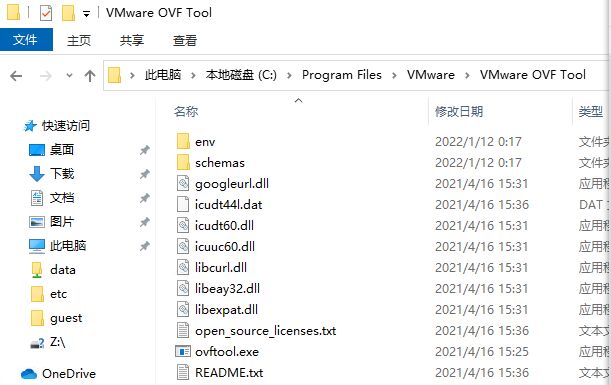 VMware OVF Tool
文件 主页 共享 查看
此电脑 本地磁盘 (C:) Program Files VMware VMware OVF Tool
名称 修改日期 类型
快速访问
桌面
下载
文档
图片
此电脑
data
etc
guest
Z:\
OneDrive
env 2022/1/12 0:17 文件夹
schemas 2022/1/12 0:17 文件夹
googleurl.dll 2021/4/16 15:31 应用程
icudt44l.dat 2021/4/16 15:36 DAT
icudt60.dll 2021/4/16 15:31 应用程
icuuc60.dll 2021/4/16 15:31 应用程
libcurl.dll 2021/4/16 15:31 应用程
libeay32.dll 2021/4/16 15:31 应用程
libexpat.dll 2021/4/16 15:31 应用程
open_source_licenses.txt 2021/4/16 15:36 文本文
ovftool.exe 2021/4/16 15:25 应用程
README.txt 2021/4/16 15:36 文本文